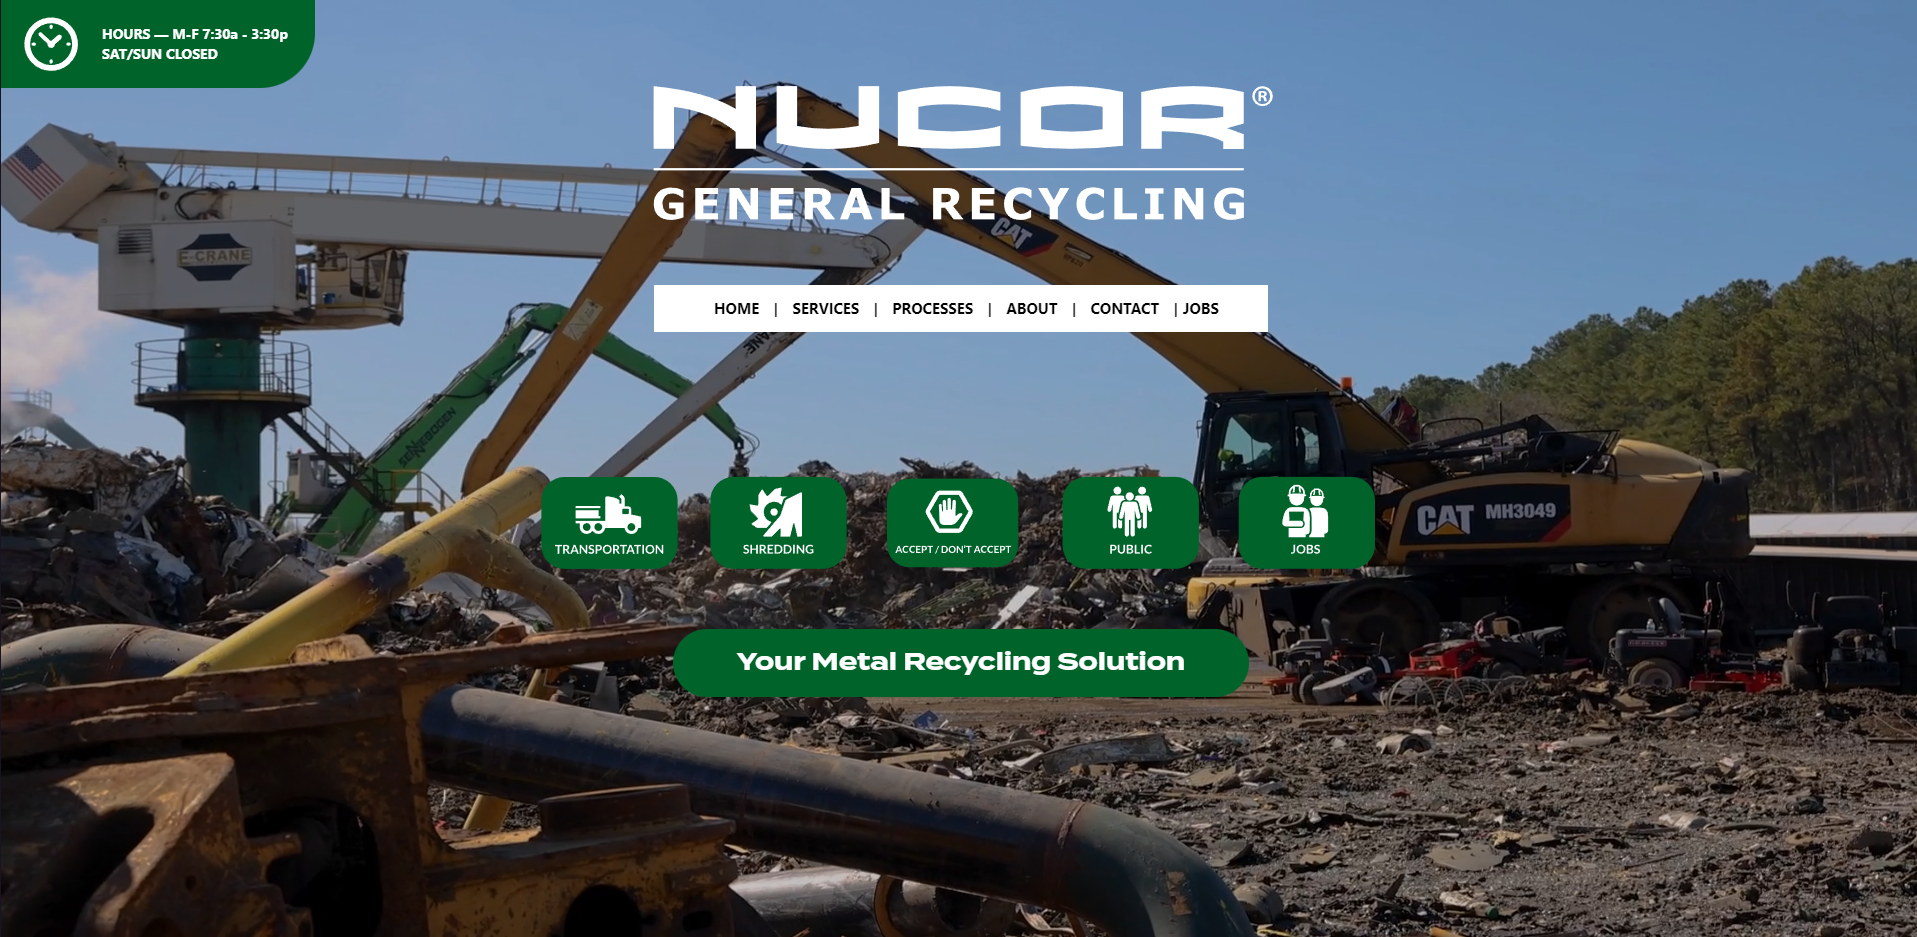 HOURS — M-F 7:30a - 3:30p
SAT/SUN CLOSED
NUCOR®
GENERAL RECYCLING
E-CRANE
CAT
HOME | SERVICES | PROCESSES | ABOUT | CONTACT | JOBS
SENNEBOGEN
CAT MH3049
TRANSPORTATION
SHREDDING
ACCEPT / DON'T ACCEPT
PUBLIC
JOBS
Your Metal Recycling Solution